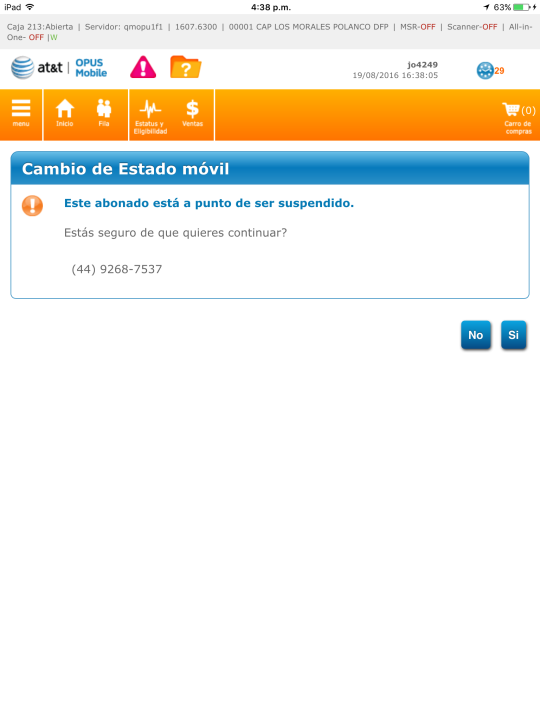 iPad 4:38 p.m. 63%
Caja 213:Abierta | Servidor: qmopu1f1 | 1607.6300 | 00001 CAP LOS MORALES POLANCO DFP | MSR-OFF | Scanner-OFF | All-in-
One- OFF |W
at&t | OPUS
Mobile
jo4249
19/08/2016 16:38:05
29
menu
Inicio
Fila
Estatus y
Eligibilidad
Ventas
(0)
Carro de
compras
Cambio de Estado móvil
Este abonado está a punto de ser suspendido.
Estás seguro de que quieres continuar?
(44) 9268-7537
No
Si